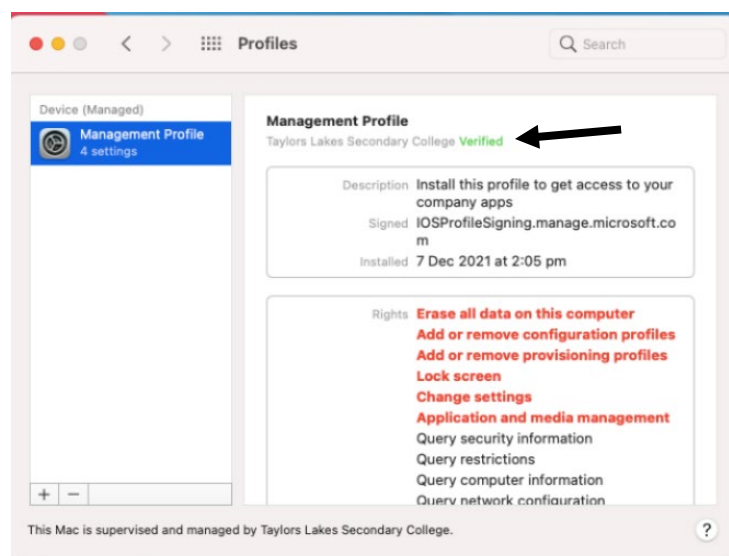 Profiles
Search
Device (Managed)
Management Profile
4 settings
Management Profile
Taylors Lakes Secondary College Verified
Description Install this profile to get access to your
company apps
Signed IOSProfileSigning.manage.microsoft.co
m
Installed 7 Dec 2021 at 2:05 pm
Rights Erase all data on this computer
Add or remove configuration profiles
Add or remove provisioning profiles
Lock screen
Change settings
Application and media management
Query security information
Query restrictions
Query computer information
Query network configuration
+ −
This Mac is supervised and managed by Taylors Lakes Secondary College.
?